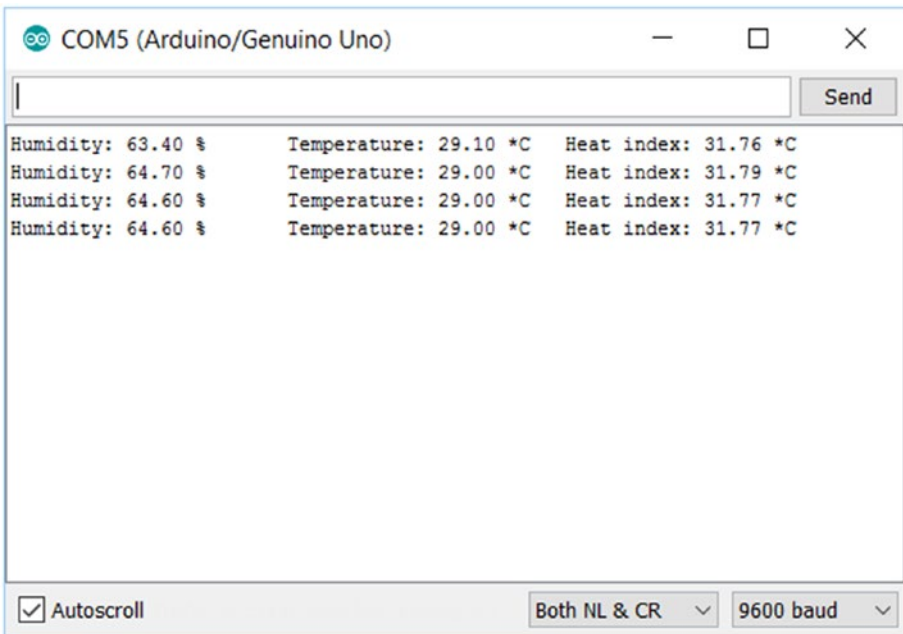 COM5 (Arduino/Genuino Uno)
Send
Humidity: 63.40 % Temperature: 29.10 *C Heat index: 31.76 *C
Humidity: 64.70 % Temperature: 29.00 *C Heat index: 31.79 *C
Humidity: 64.60 % Temperature: 29.00 *C Heat index: 31.77 *C
Humidity: 64.60 % Temperature: 29.00 *C Heat index: 31.77 *C
Autoscroll Both NL & CR 9600 baud